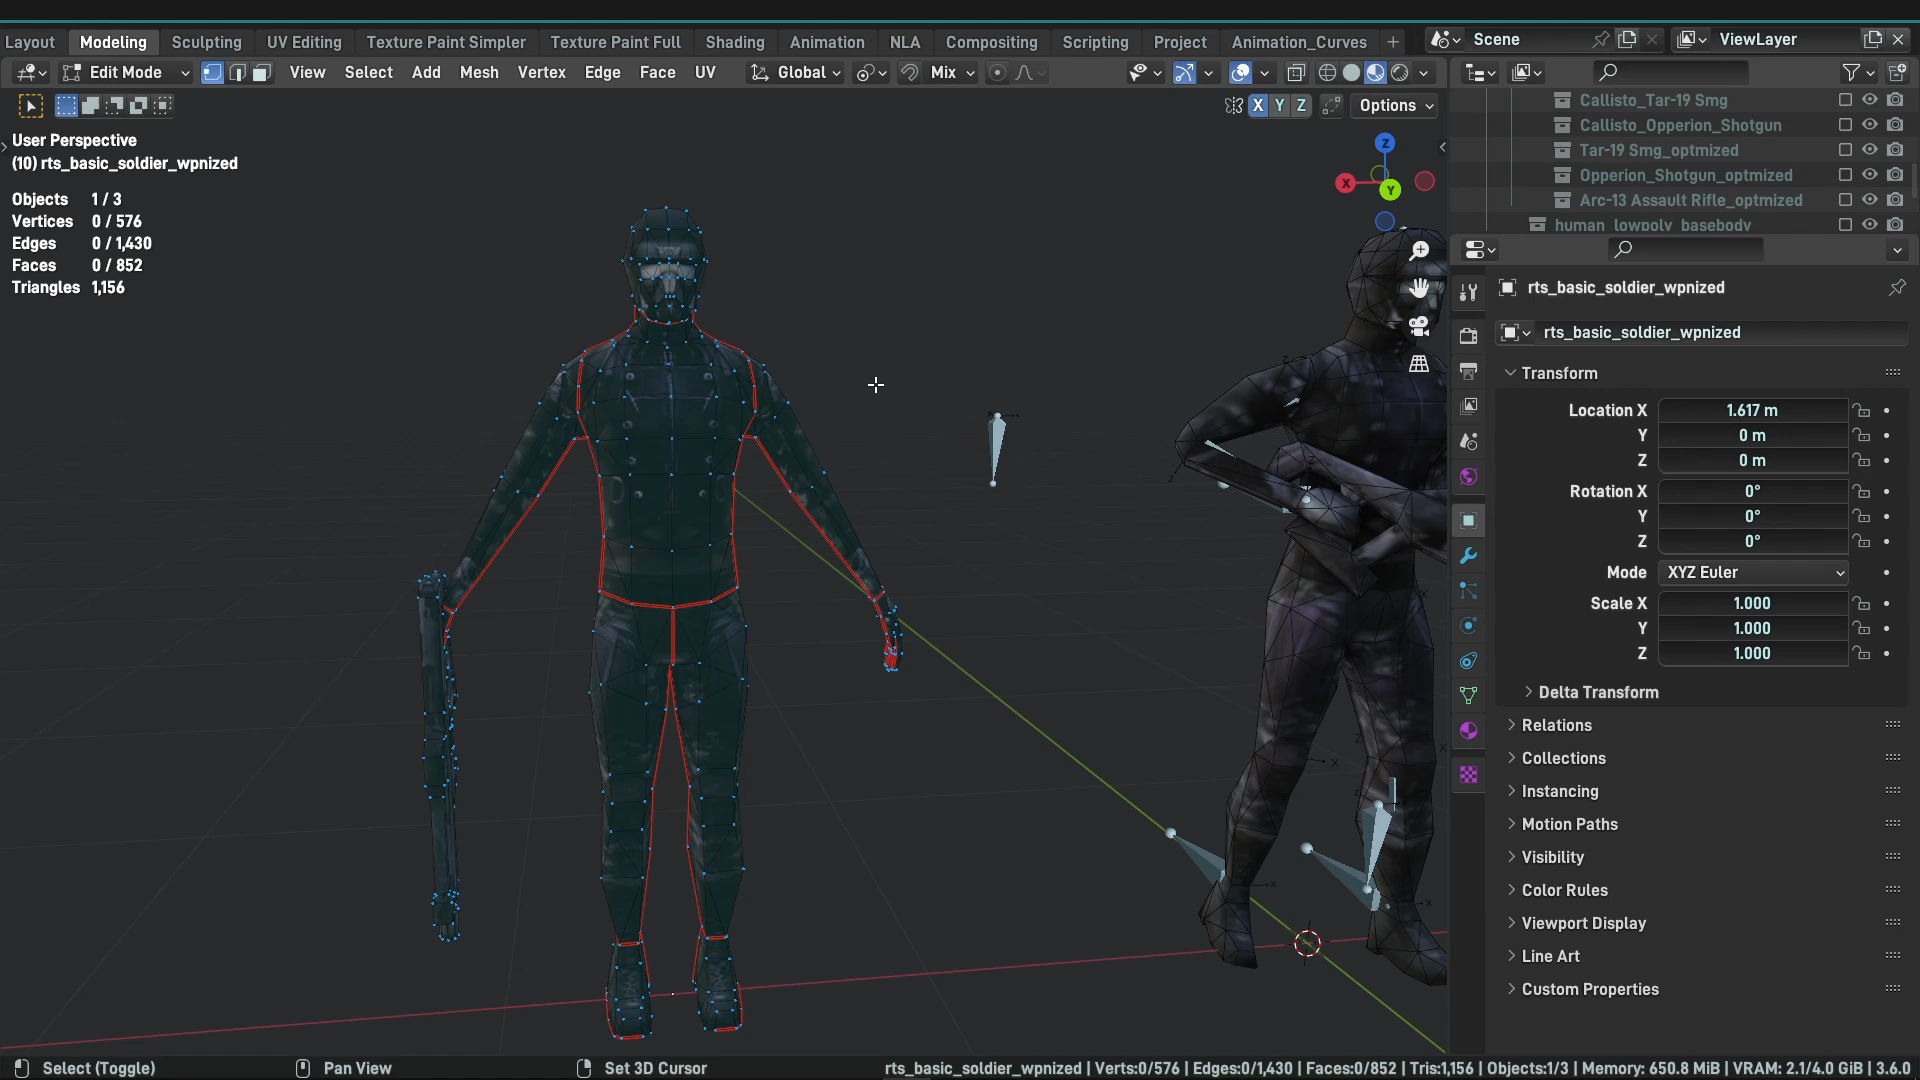 Layout Modeling Sculpting UV Editing Texture Paint Simpler Texture Paint Full Shading Animation NLA Compositing Scripting Project Animation_Curves + Scene ViewLayer
Edit Mode View Select Add Mesh Vertex Edge Face UV Global Mix
X Y Z Options
User Perspective
(10) rts_basic_soldier_wpnized
Objects 1 / 3
Vertices 0 / 576
Edges 0 / 1,430
Faces 0 / 852
Triangles 1,156
Z
X
Y
Callisto_Tar-19 Smg
Callisto_Opperion_Shotgun
Tar-19 Smg_optmized
Opperion_Shotgun_optmized
Arc-13 Assault Rifle_optmized
human_lowpoly_basebody
rts_basic_soldier_wpnized
rts_basic_soldier_wpnized
Transform
Location X 1.617 m
Y 0 m
Z 0 m
Rotation X 0°
Y 0°
Z 0°
Mode XYZ Euler
Scale X 1.000
Y 1.000
Z 1.000
Delta Transform
Relations
Collections
Instancing
Motion Paths
Visibility
Color Rules
Viewport Display
Line Art
Custom Properties
Select (Toggle) Pan View Set 3D Cursor rts_basic_soldier_wpnized | Verts:0/576 | Edges:0/1,430 | Faces:0/852 | Tris:1,156 | Objects:1/3 | Memory: 650.8 MiB | VRAM: 2.1/4.0 GiB | 3.6.0